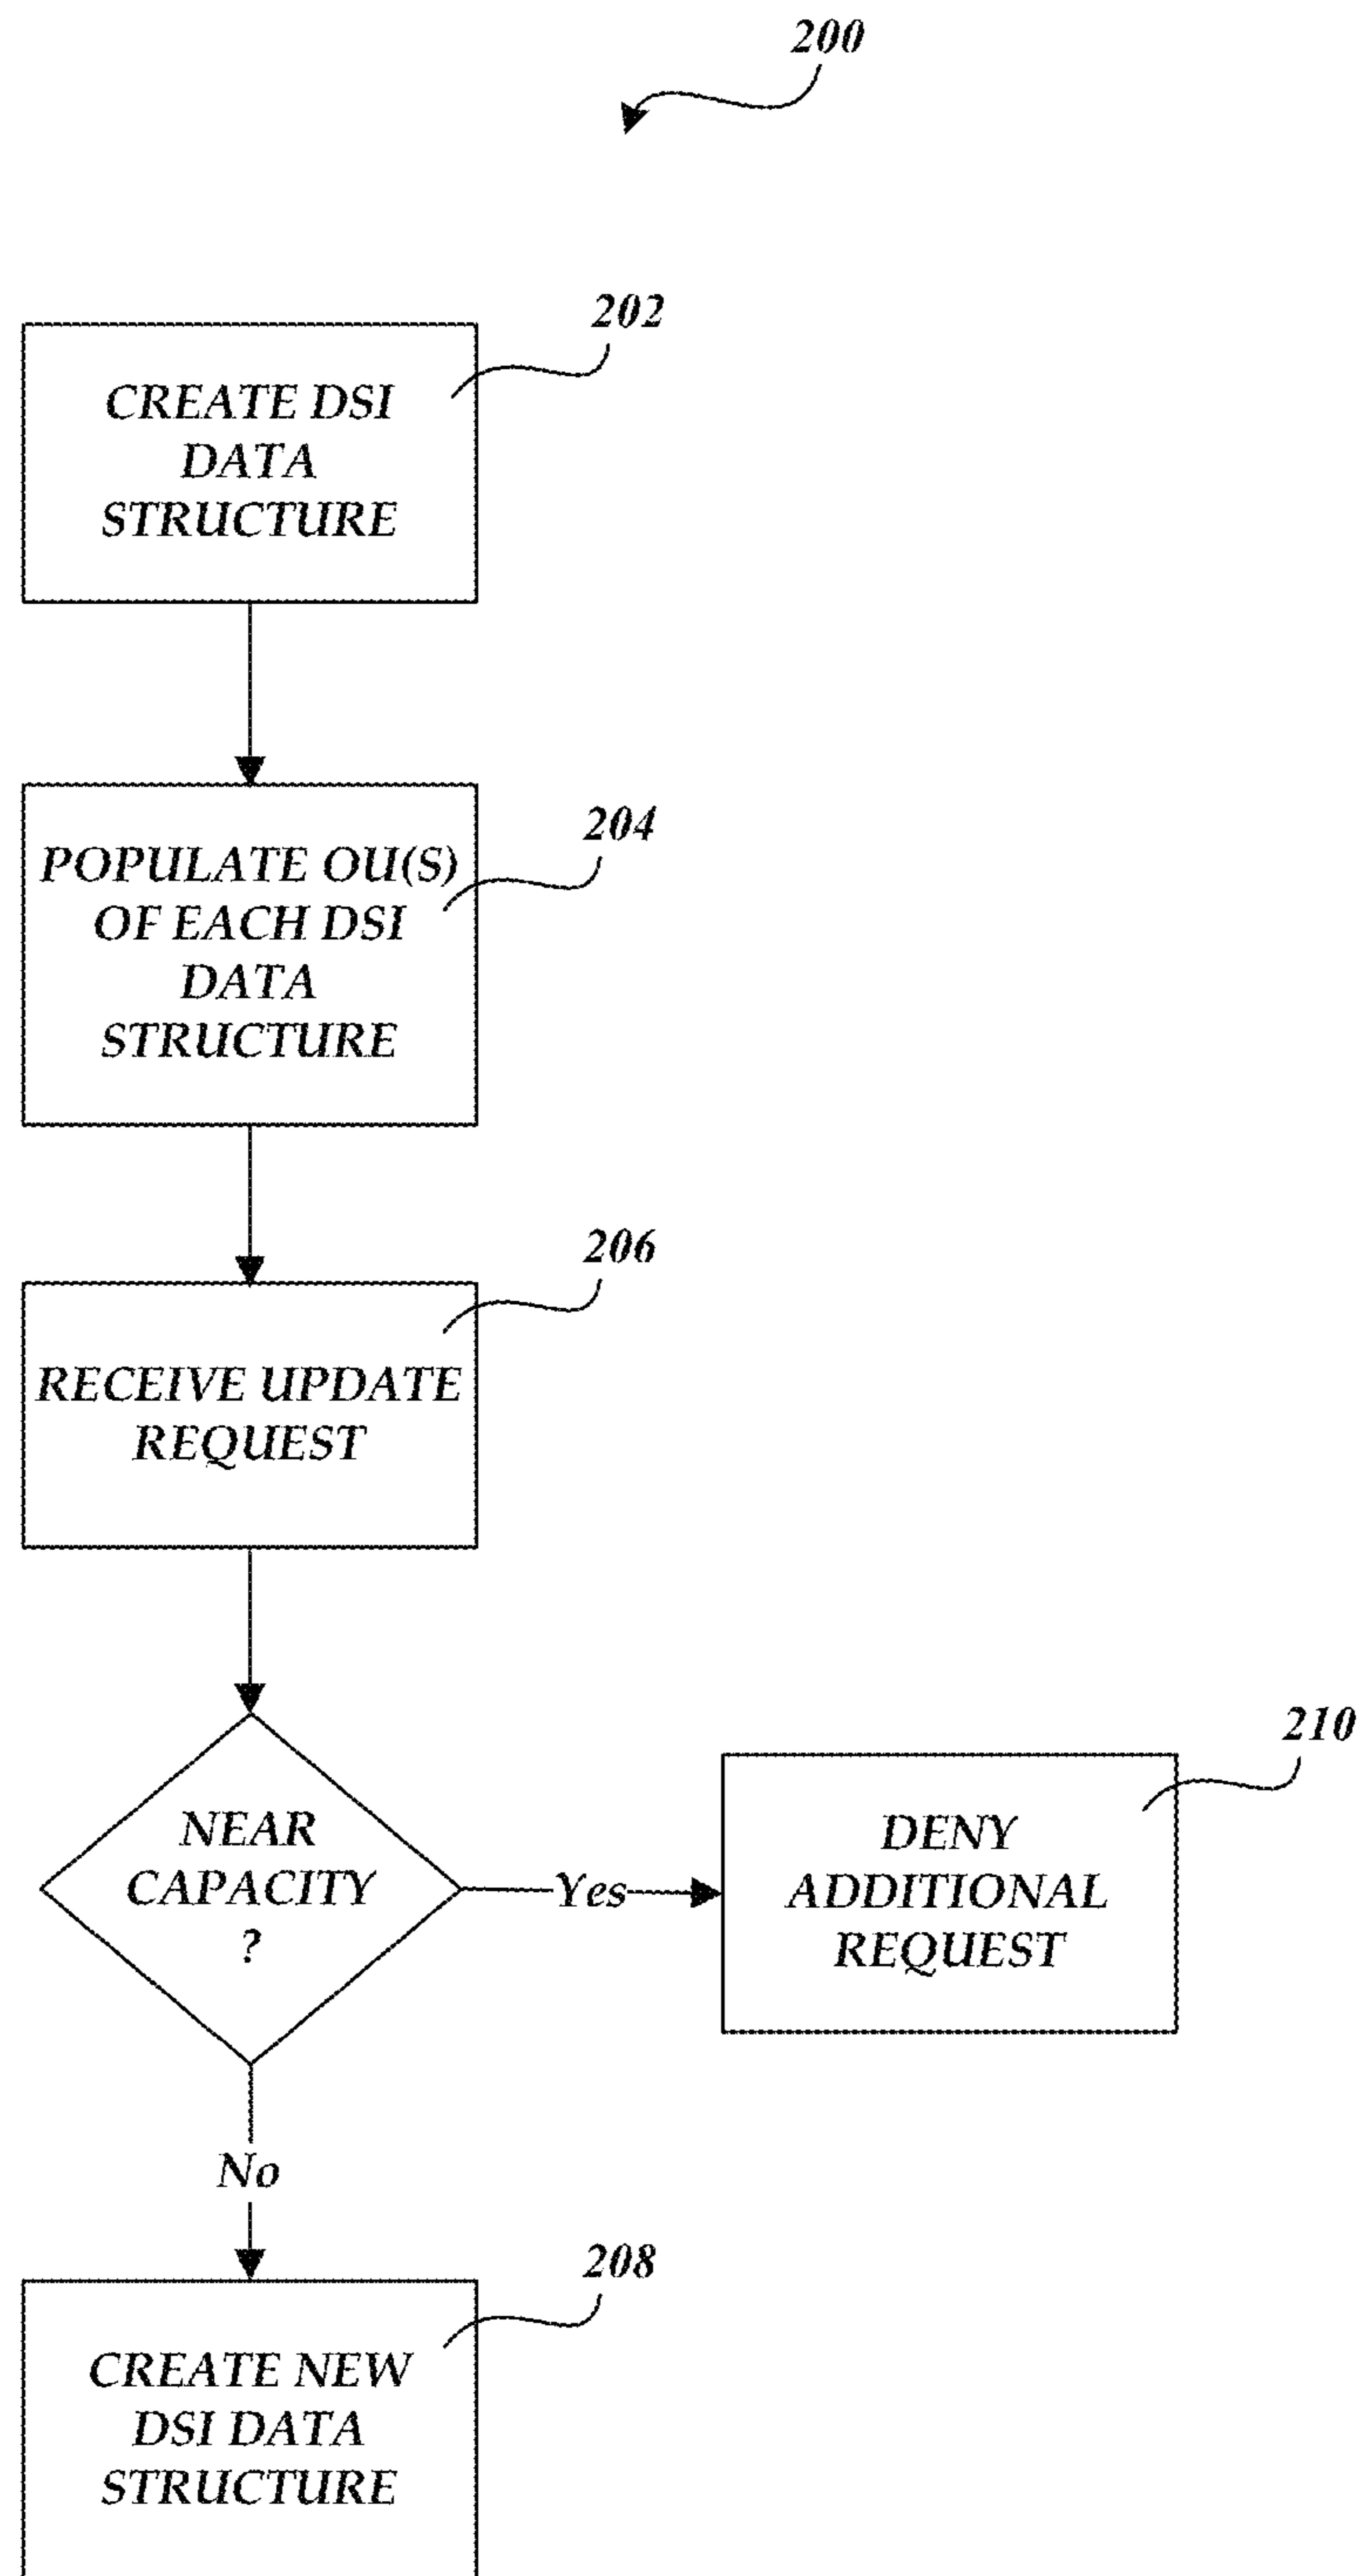 200
202
CREATE DSI
DATA
STRUCTURE
204
POPULATE OU(S)
OF EACH DSI
DATA
STRUCTURE
206
RECEIVE UPDATE
REQUEST
210
NEAR
CAPACITY
?
Yes
DENY
ADDITIONAL
REQUEST
No
208
CREATE NEW
DSI DATA
STRUCTURE